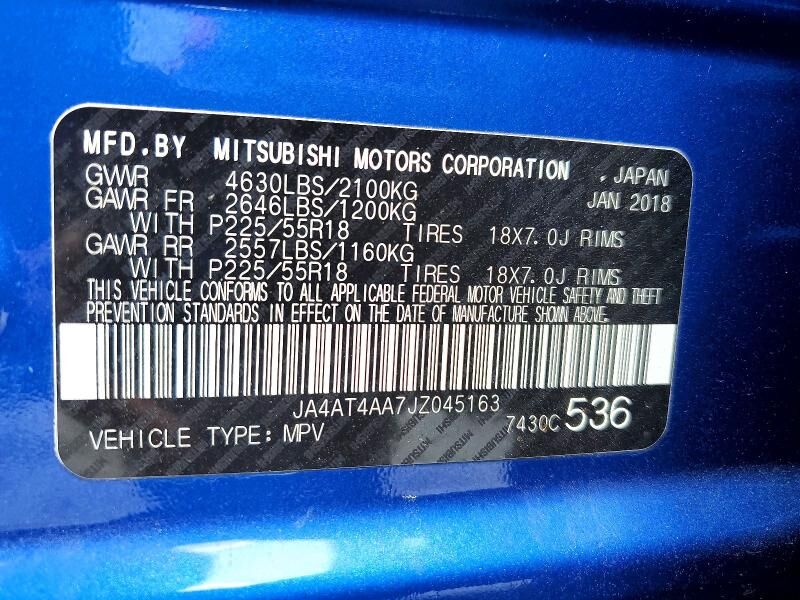 MFD.BY MITSUBISHI MOTORS CORPORATION . JAPAN
GVWR 4630LBS/2100KG JAN 2018
GAWR FR 2646LBS/1200KG
WITH P225/55R18 TIRES 18X7.0J RIMS
GAWR RR 2557LBS/1160KG
WITH P225/55R18 TIRES 18X7.0J RIMS
THIS VEHICLE CONFORMS TO ALL APPLICABLE FEDERAL MOTOR VEHICLE SAFETY AND THEFT
PREVENTION STANDARDS IN EFFECT ON THE DATE OF MANUFACTURE SHOWN ABOVE.
JA4AT4AA7JZ045163
VEHICLE TYPE: MPV 7430C 536